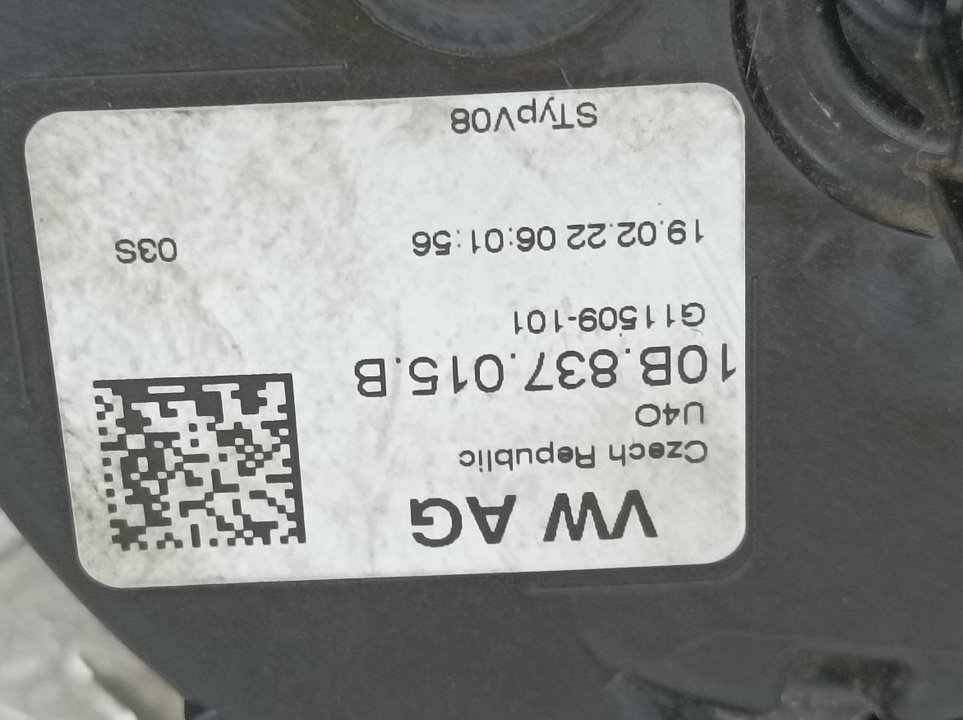 VW AG
Czech Republic
U4O
10B.837.015.B
G11509-101
19.02.22 06:01:56 03S
STypV08